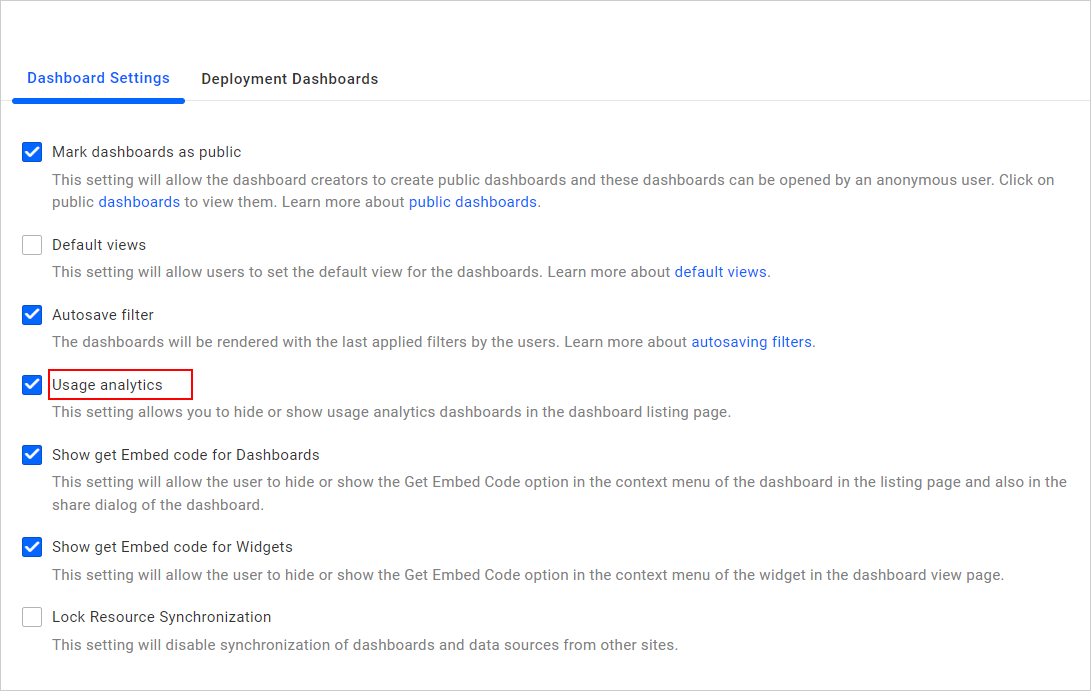 Dashboard Settings
Deployment Dashboards
Mark dashboards as public
This setting will allow the dashboard creators to create public dashboards and these dashboards can be opened by an anonymous user. Click on
public dashboards to view them. Learn more about public dashboards.
Default views
This setting will allow users to set the default view for the dashboards. Learn more about default views.
Autosave filter
The dashboards will be rendered with the last applied filters by the users. Learn more about autosaving filters.
Usage analytics
This setting allows you to hide or show usage analytics dashboards in the dashboard listing page.
Show get Embed code for Dashboards
This setting will allow the user to hide or show the Get Embed Code option in the context menu of the dashboard in the listing page and also in the
share dialog of the dashboard.
Show get Embed code for Widgets
This setting will allow the user to hide or show the Get Embed Code option in the context menu of the widget in the dashboard view page.
Lock Resource Synchronization
This setting will disable synchronization of dashboards and data sources from other sites.